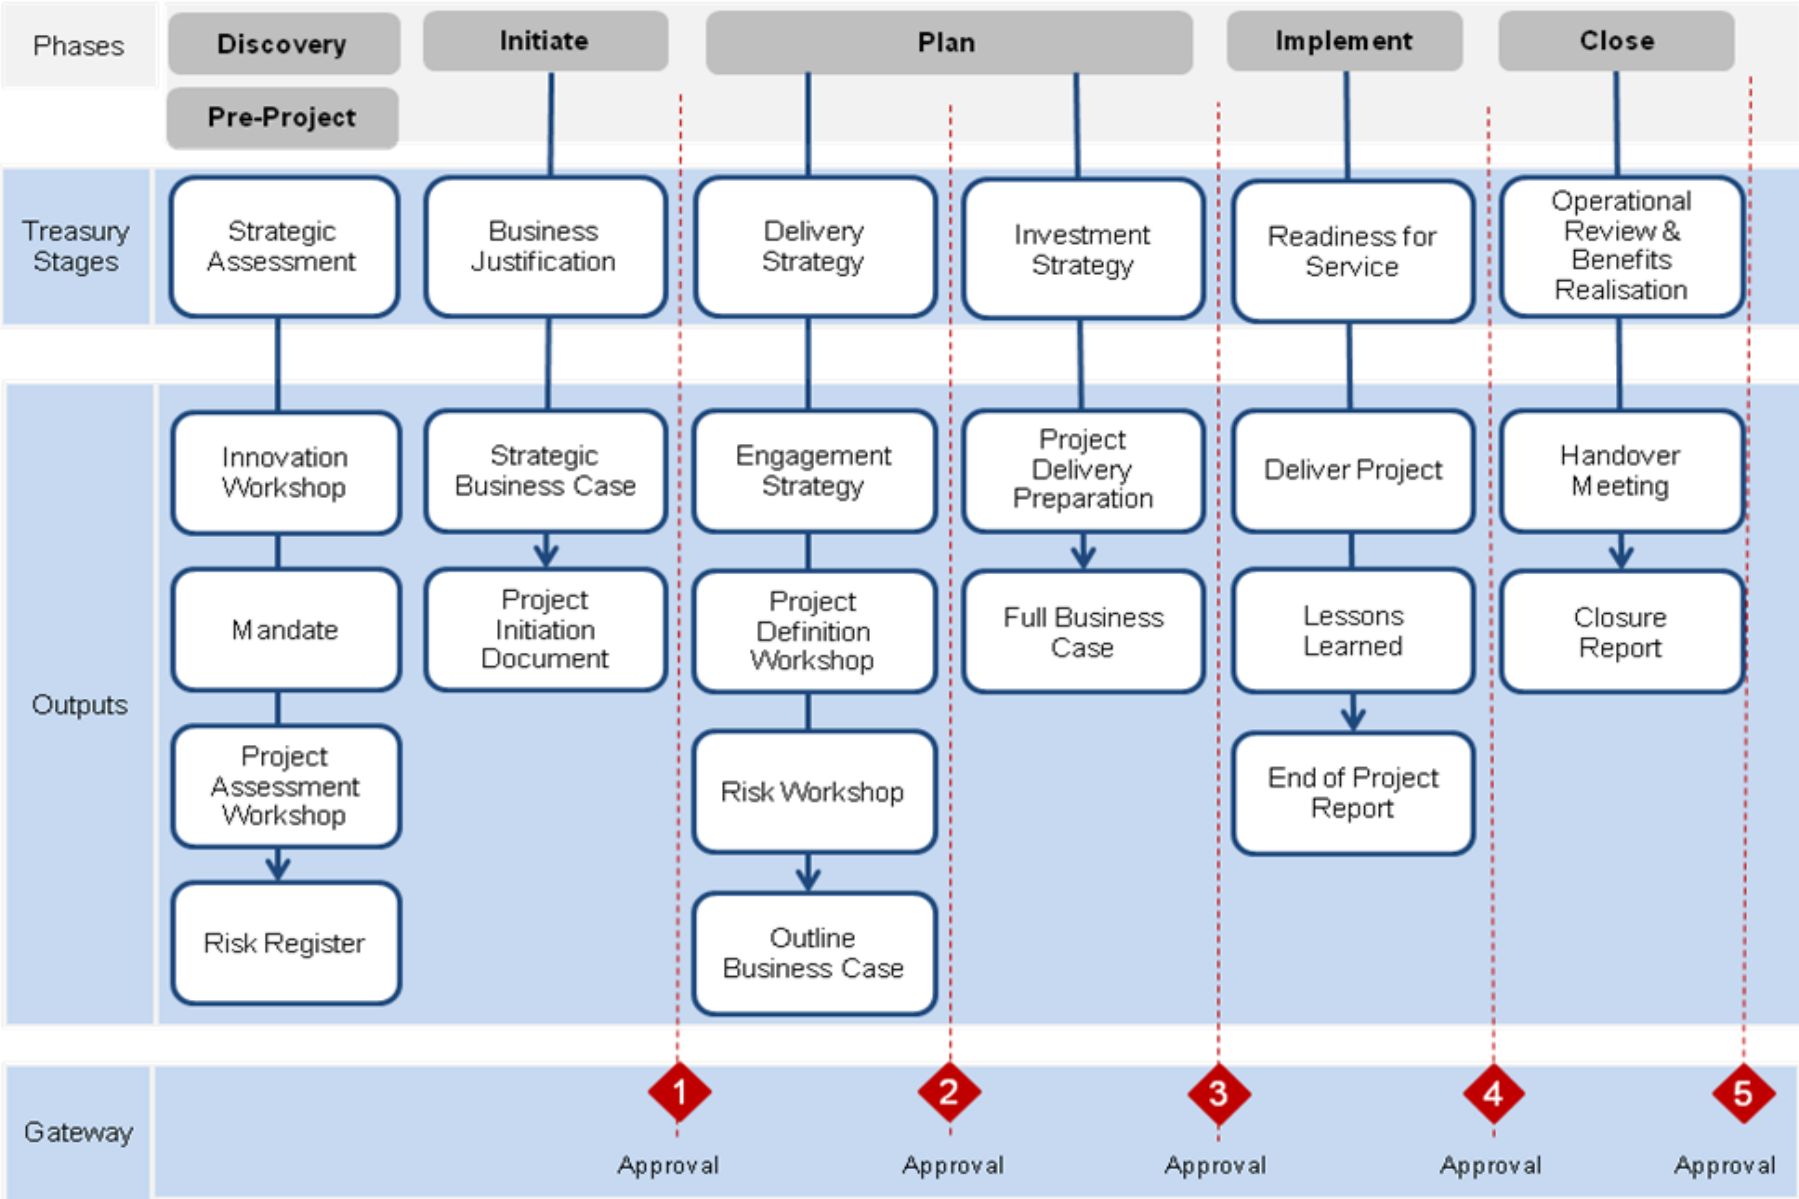 Phases
Discovery
Pre-Project
Initiate
Plan
Implement
Close
Treasury
Stages
Strategic
Assessment
Business
Justification
Delivery
Strategy
Investment
Strategy
Readiness for
Service
Operational
Review &
Benefits
Realisation
Outputs
Innovation
Workshop
Mandate
Project
Assessment
Workshop
Risk Register
Strategic
Business Case
Project
Initiation
Document
Engagement
Strategy
Project
Definition
Workshop
Risk Workshop
Outline
Business Case
Project
Delivery
Preparation
Full Business
Case
Deliver Project
Lessons
Learned
End of Project
Report
Handover
Meeting
Closure
Report
Gateway
1
Approval
2
Approval
3
Approval
4
Approval
5
Approval